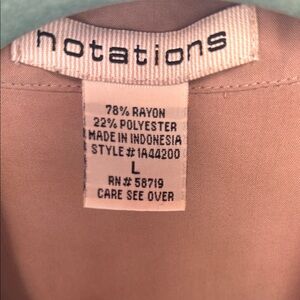 notations
78% RAYON
22% POLYESTER
MADE IN INDONESIA
STYLE#1A44200
L
RN# 58719
CARE SEE OVER